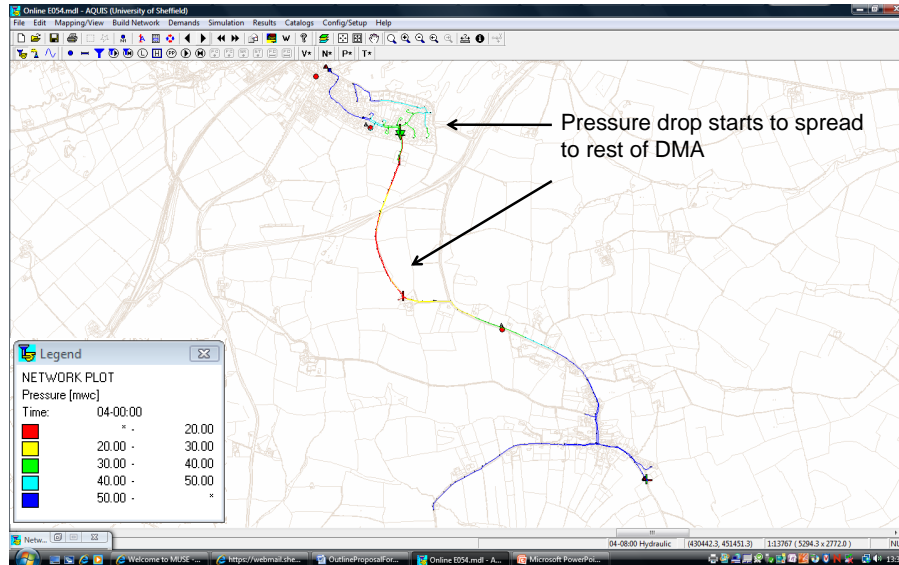 Online E054.mdl - AQUIS (University of Sheffield)
File Edit Mapping/View Build Network Demands Simulation Results Catalogs Config/Setup Help
V* N* P* T*
Pressure drop starts to spread
to rest of DMA
Legend
NETWORK PLOT
Pressure [mwc]
Time: 04-00:00
* - 20.00
20.00 - 30.00
30.00 - 40.00
40.00 - 50.00
50.00 - *
Netw...
04-08:00 Hydraulic (430442.3, 451451.3) 1:13767 ( 5294.3 x 2772.0 )
Welcome to MUSE -... https://webmail.she... OutlineProposalFor... Online E054.mdl - A... Microsoft PowerPoi...